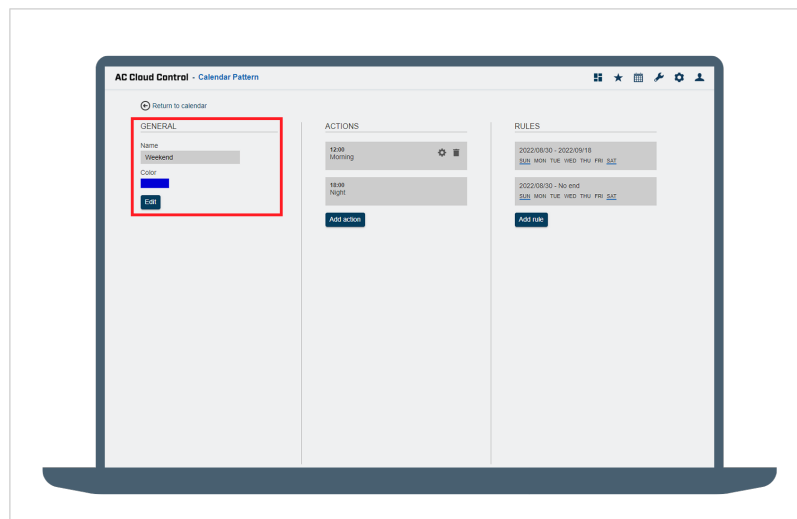 AC Cloud Control - Calendar Pattern
Return to calendar
GENERAL
Name
Weekend
Color
Edit
ACTIONS
12:00
Morning
18:00
Night
Add action
RULES
2022/08/30 - 2022/09/18
SUN MON TUE WED THU FRI SAT
2022/08/30 - No end
SUN MON TUE WED THU FRI SAT
Add rule